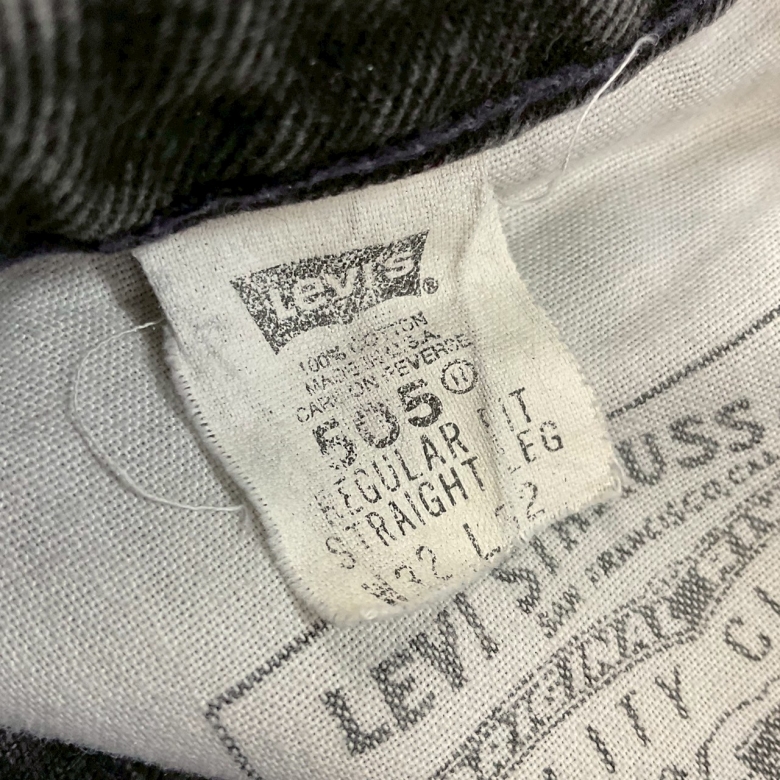 LEVI'S®
100% COTTON
MADE IN U.S.A.
CARE ON REVERSE
505
REGULAR FIT
STRAIGHT LEG
W32 L32
LEVI STRAUSS
SAN FRANCISCO, CAL